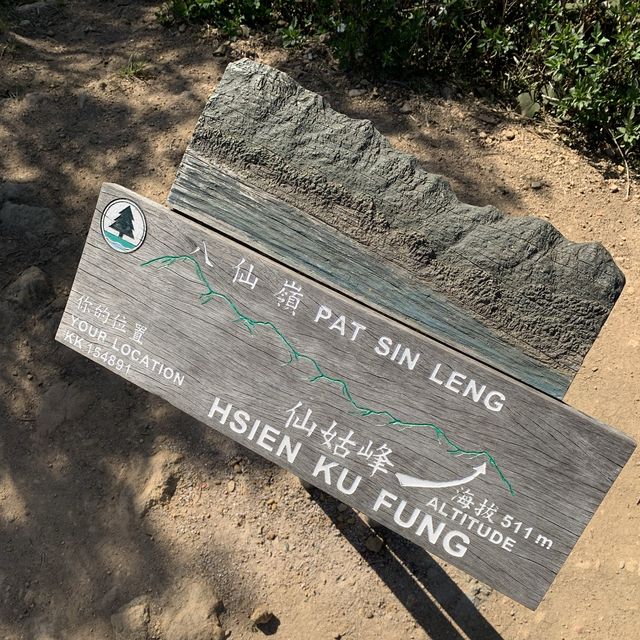 八仙嶺 PAT SIN LENG
你的位置
YOUR LOCATION
KK 154891
仙姑峰
HSIEN KU FUNG
海拔 511m
ALTITUDE